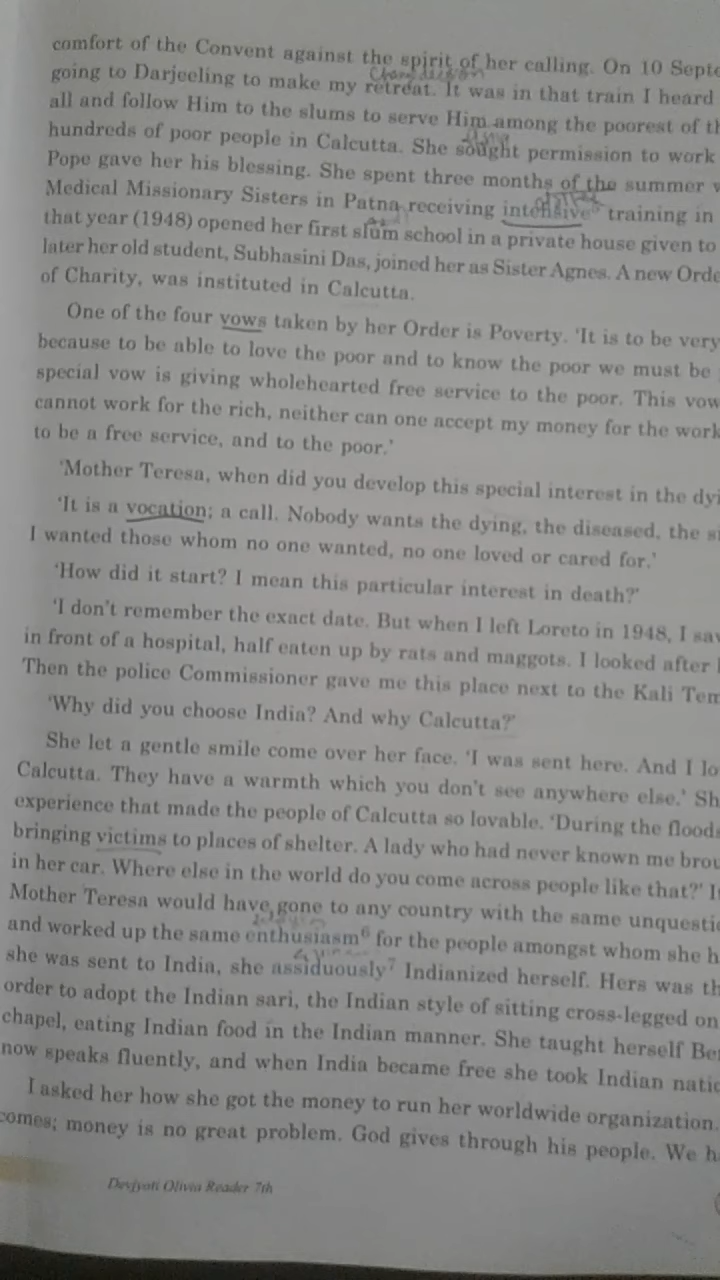 comfort of the Convent against the spirit of her calling. On 10 Septe
going to Darjeeling to make my retreat. It was in that train I heard
all and follow Him to the slums to serve Him among the poorest of th
hundreds of poor people in Calcutta. She sought permission to work
Pope gave her his blessing. She spent three months of the summer w
Medical Missionary Sisters in Patna receiving intensive⁵ training in
that year (1948) opened her first slum school in a private house given to
later her old student, Subhasini Das, joined her as Sister Agnes. A new Orde
of Charity, was instituted in Calcutta.
One of the four vows taken by her Order is Poverty. 'It is to be very
because to be able to love the poor and to know the poor we must be
special vow is giving wholehearted free service to the poor. This vow
cannot work for the rich, neither can one accept my money for the work
to be a free service, and to the poor.'
'Mother Teresa, when did you develop this special interest in the dyi
'It is a vocation; a call. Nobody wants the dying, the diseased, the s
I wanted those whom no one wanted, no one loved or cared for.'
'How did it start? I mean this particular interest in death?'
'I don't remember the exact date. But when I left Loreto in 1948, I sa
in front of a hospital, half eaten up by rats and maggots. I looked after
Then the police Commissioner gave me this place next to the Kali Tem
'Why did you choose India? And why Calcutta?'
She let a gentle smile come over her face. 'I was sent here. And I lo
Calcutta. They have a warmth which you don't see anywhere else.' Sh
experience that made the people of Calcutta so lovable. 'During the floods
bringing victims to places of shelter. A lady who had never known me brou
in her car. Where else in the world do you come across people like that?' I
Mother Teresa would have gone to any country with the same unquestio
and worked up the same enthusiasm⁶ for the people amongst whom she h
she was sent to India, she assiduously⁷ Indianized herself. Hers was th
order to adopt the Indian sari, the Indian style of sitting cross-legged on
chapel, eating Indian food in the Indian manner. She taught herself Be
now speaks fluently, and when India became free she took Indian natio
I asked her how she got the money to run her worldwide organization.
comes; money is no great problem. God gives through his people. We h
Devjyoti Olivea Reader 7th